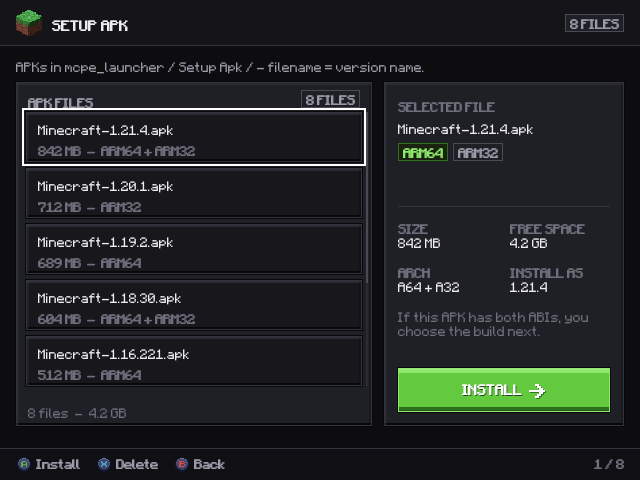 SETUP APK
8 FILES
APKs in mcpe_launcher / Setup Apk / - filename = version name.
APK FILES
8 FILES
Minecraft-1.21.4.apk
842 MB - ARM64 + ARM32
Minecraft-1.20.1.apk
712 MB - ARM32
Minecraft-1.19.2.apk
689 MB - ARM64
Minecraft-1.18.30.apk
604 MB - ARM64 + ARM32
Minecraft-1.16.221.apk
512 MB - ARM64
8 files - 4.2 GB
SELECTED FILE
Minecraft-1.21.4.apk
ARM64 ARM32
SIZE FREE SPACE
842 MB 4.2 GB
ARCH INSTALL AS
A64 + A32 1.21.4
If this APK has both ABIs, you
choose the build next.
INSTALL →
A Install X Delete B Back
1 / 8